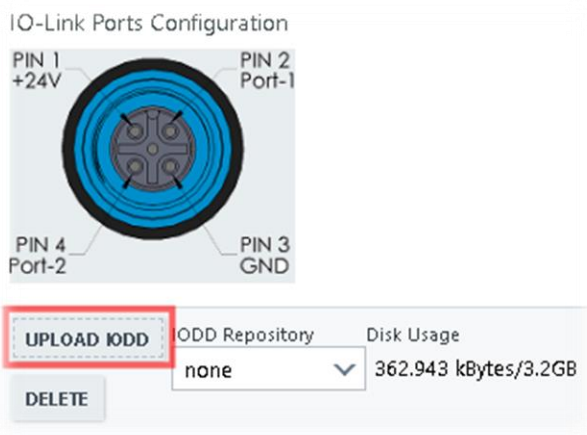 IO-Link Ports Configuration
PIN 1
+24V
PIN 2
Port-1
PIN 4
Port-2
PIN 3
GND
UPLOAD IODD
IODD Repository
Disk Usage
none
362.943 kBytes/3.2GB
DELETE